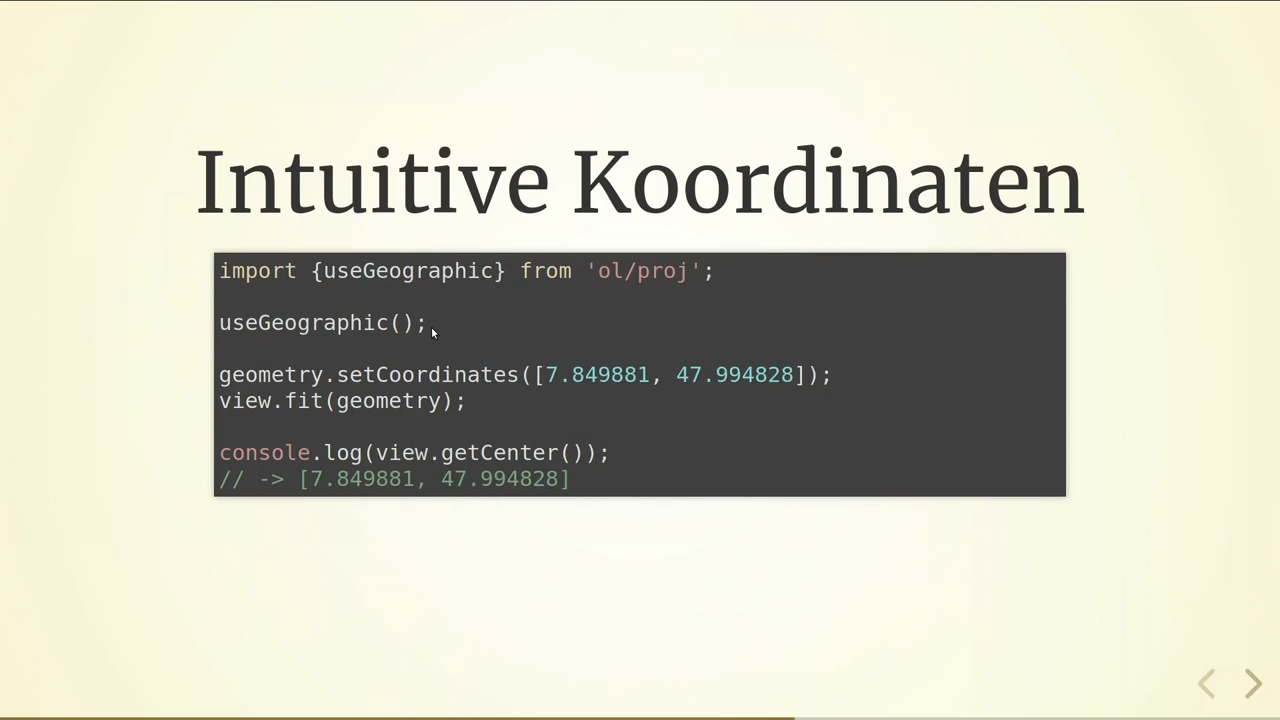 Intuitive Koordinaten
import {useGeographic} from 'ol/proj';
useGeographic();
geometry.setCoordinates([7.849881, 47.994828]);
view.fit(geometry);
console.log(view.getCenter());
// -> [7.849881, 47.994828]